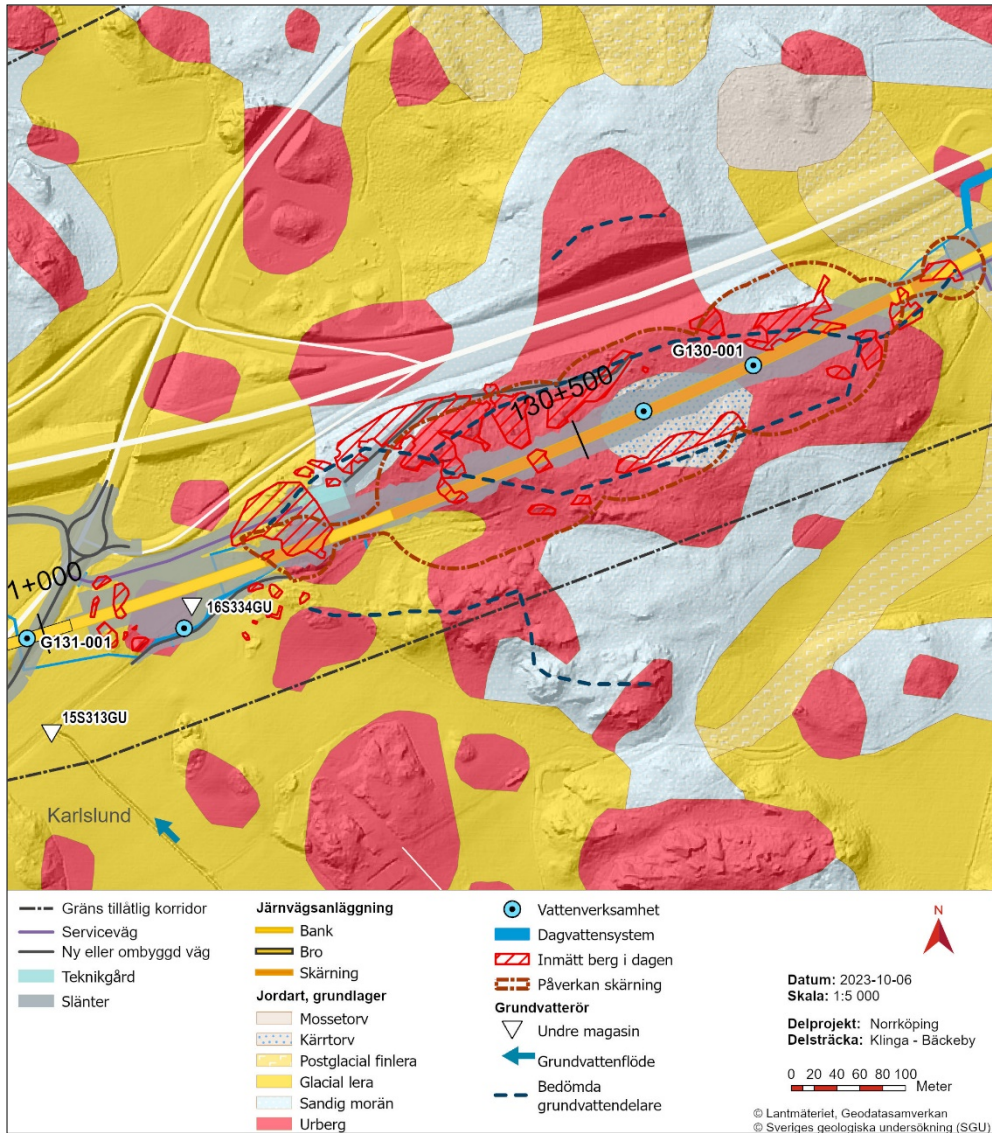 G130-001
130+500
1+000
16S334GU
G131-001
15S313GU
Karlslund
Gräns tillåtlig korridor
Serviceväg
Ny eller ombyggd väg
Teknikgård
Slänter
Järnvägsanläggning
Bank
Bro
Skärning
Jordart, grundlager
Mossetorv
Kärrtorv
Postglacial finlera
Glacial lera
Sandig morän
Urberg
Vattenverksamhet
Dagvattensystem
Inmätt berg i dagen
Påverkan skärning
Grundvatterör
Undre magasin
Grundvattenflöde
Bedömda
grundvattendelare
N
Datum: 2023-10-06
Skala: 1:5 000
Delprojekt: Norrköping
Delsträcka: Klinga - Bäckeby
0 20 40 60 80 100
Meter
© Lantmäteriet, Geodatasamverkan
© Sveriges geologiska undersökning (SGU)